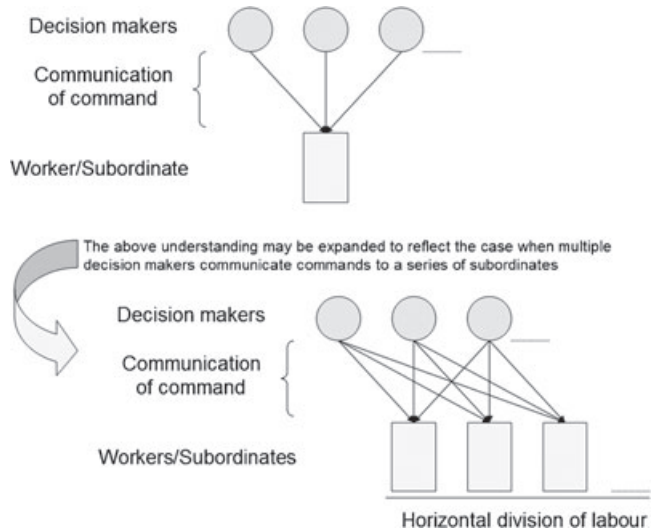 Decision makers
Communication
of command
Worker/Subordinate
The above understanding may be expanded to reflect the case when multiple
decision makers communicate commands to a series of subordinates
Decision makers
Communication
of command
Workers/Subordinates
Horizontal division of labour